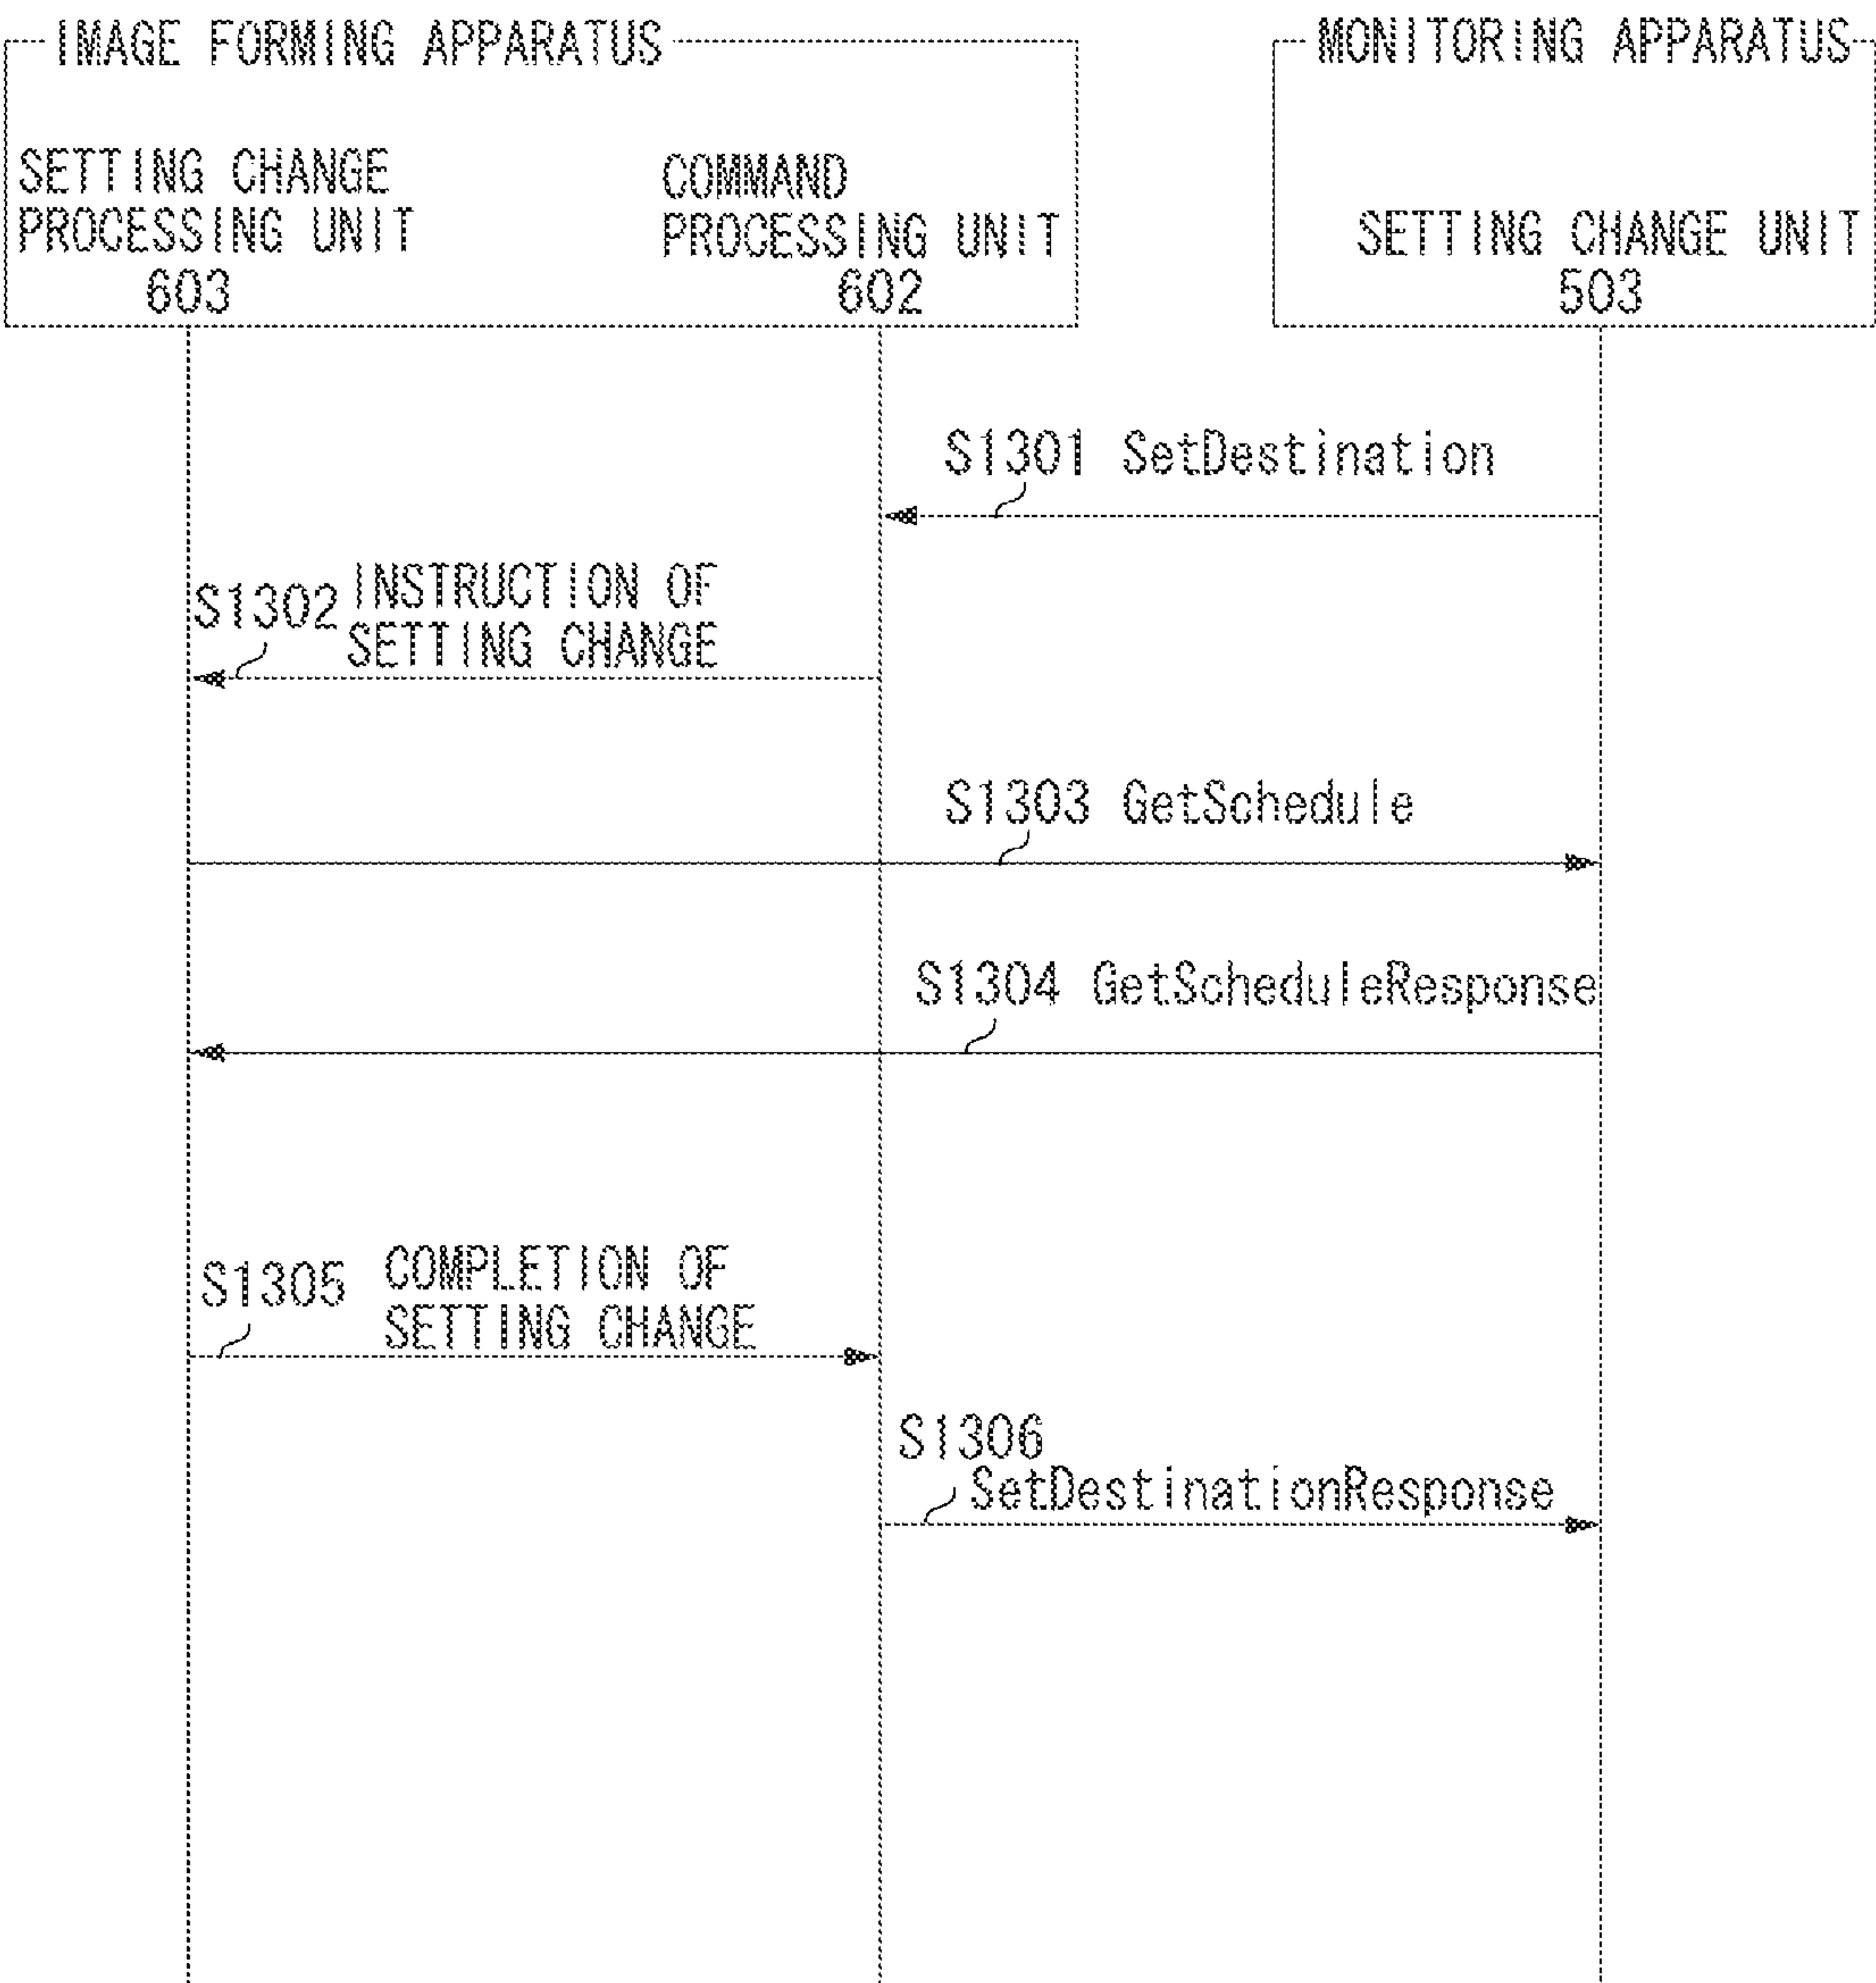 IMAGE FORMING APPARATUS
MONITORING APPARATUS
SETTING CHANGE
PROCESSING UNIT
603
COMMAND
PROCESSING UNIT
602
SETTING CHANGE UNIT
503
S1301 SetDestination
S1302
INSTRUCTION OF
SETTING CHANGE
S1303 GetSchedule
S1304 GetScheduleResponse
S1305
COMPLETION OF
SETTING CHANGE
S1306
SetDestinationResponse